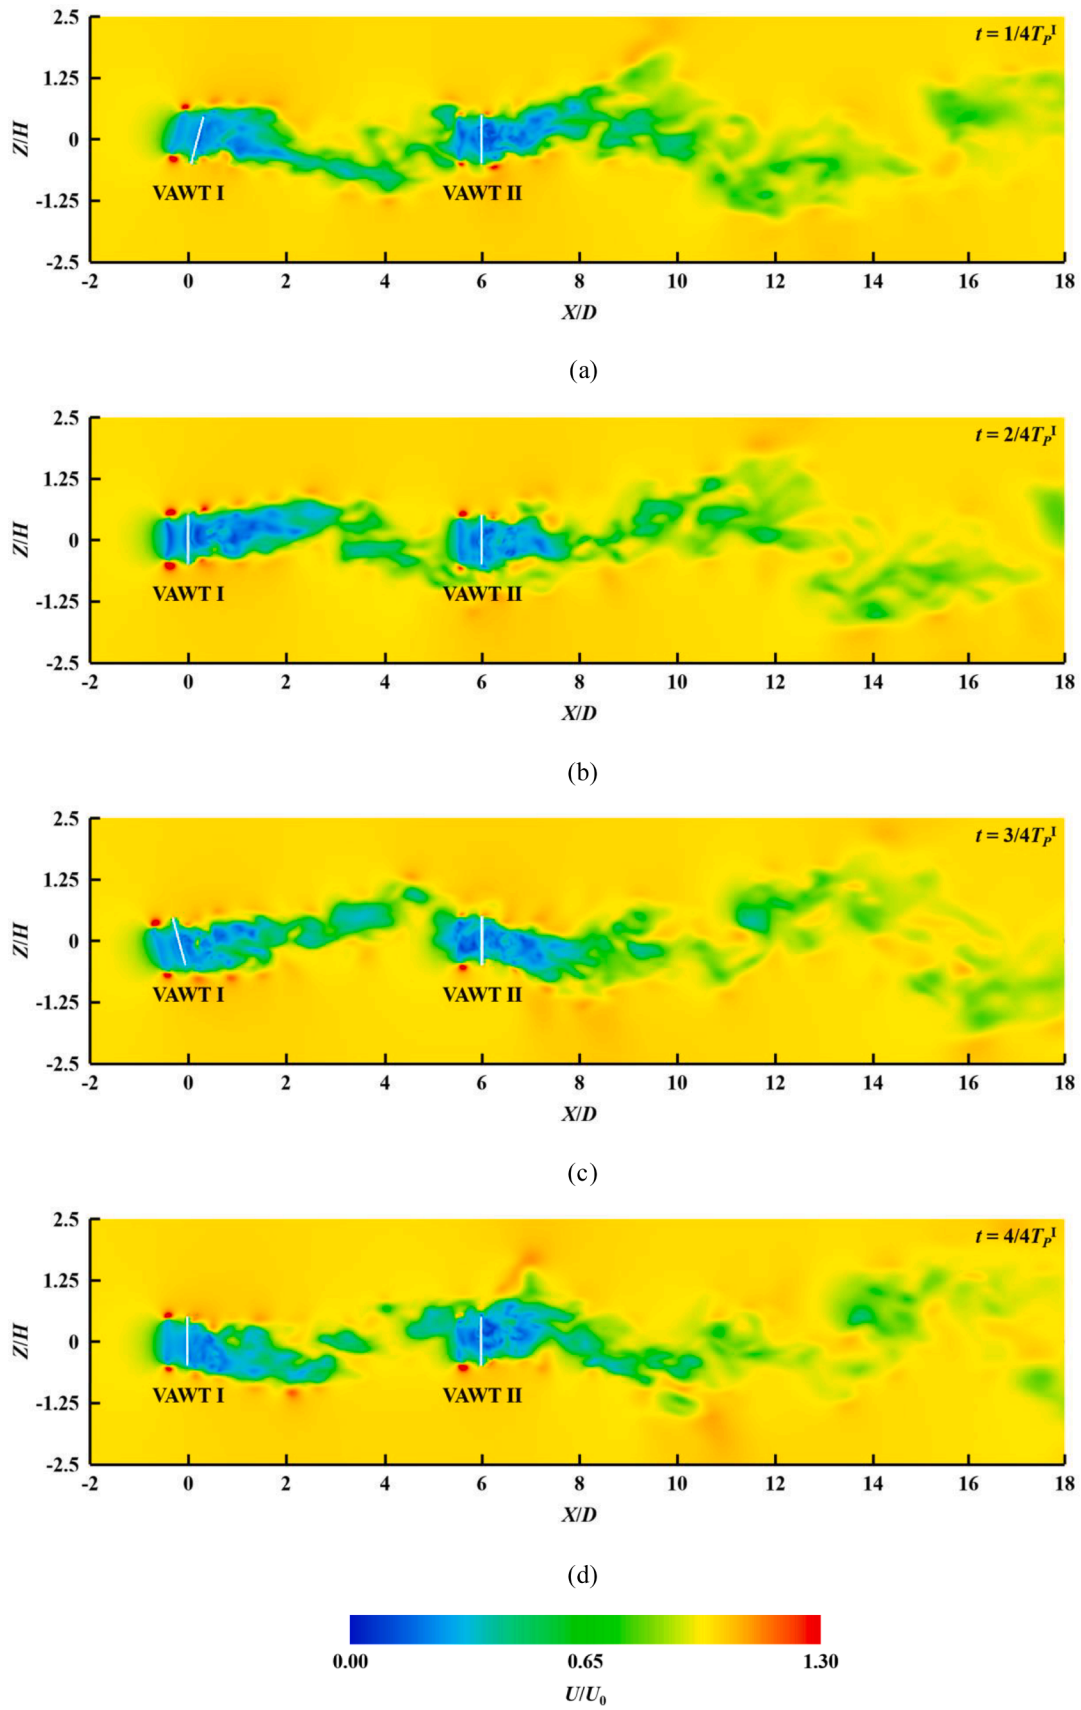 2.5
t = 1/4T_P^I
1.25
Z/H
0
-1.25
VAWT I VAWT II
-2.5
-2 0 2 4 6 8 10 12 14 16 18
X/D
(a)
2.5
t = 2/4T_P^I
1.25
Z/H
0
-1.25
VAWT I VAWT II
-2.5
-2 0 2 4 6 8 10 12 14 16 18
X/D
(b)
2.5
t = 3/4T_P^I
1.25
Z/H
0
-1.25
VAWT I VAWT II
-2.5
-2 0 2 4 6 8 10 12 14 16 18
X/D
(c)
2.5
t = 4/4T_P^I
1.25
Z/H
0
-1.25
VAWT I VAWT II
-2.5
-2 0 2 4 6 8 10 12 14 16 18
X/D
(d)
0.00 0.65 1.30
U/U₀